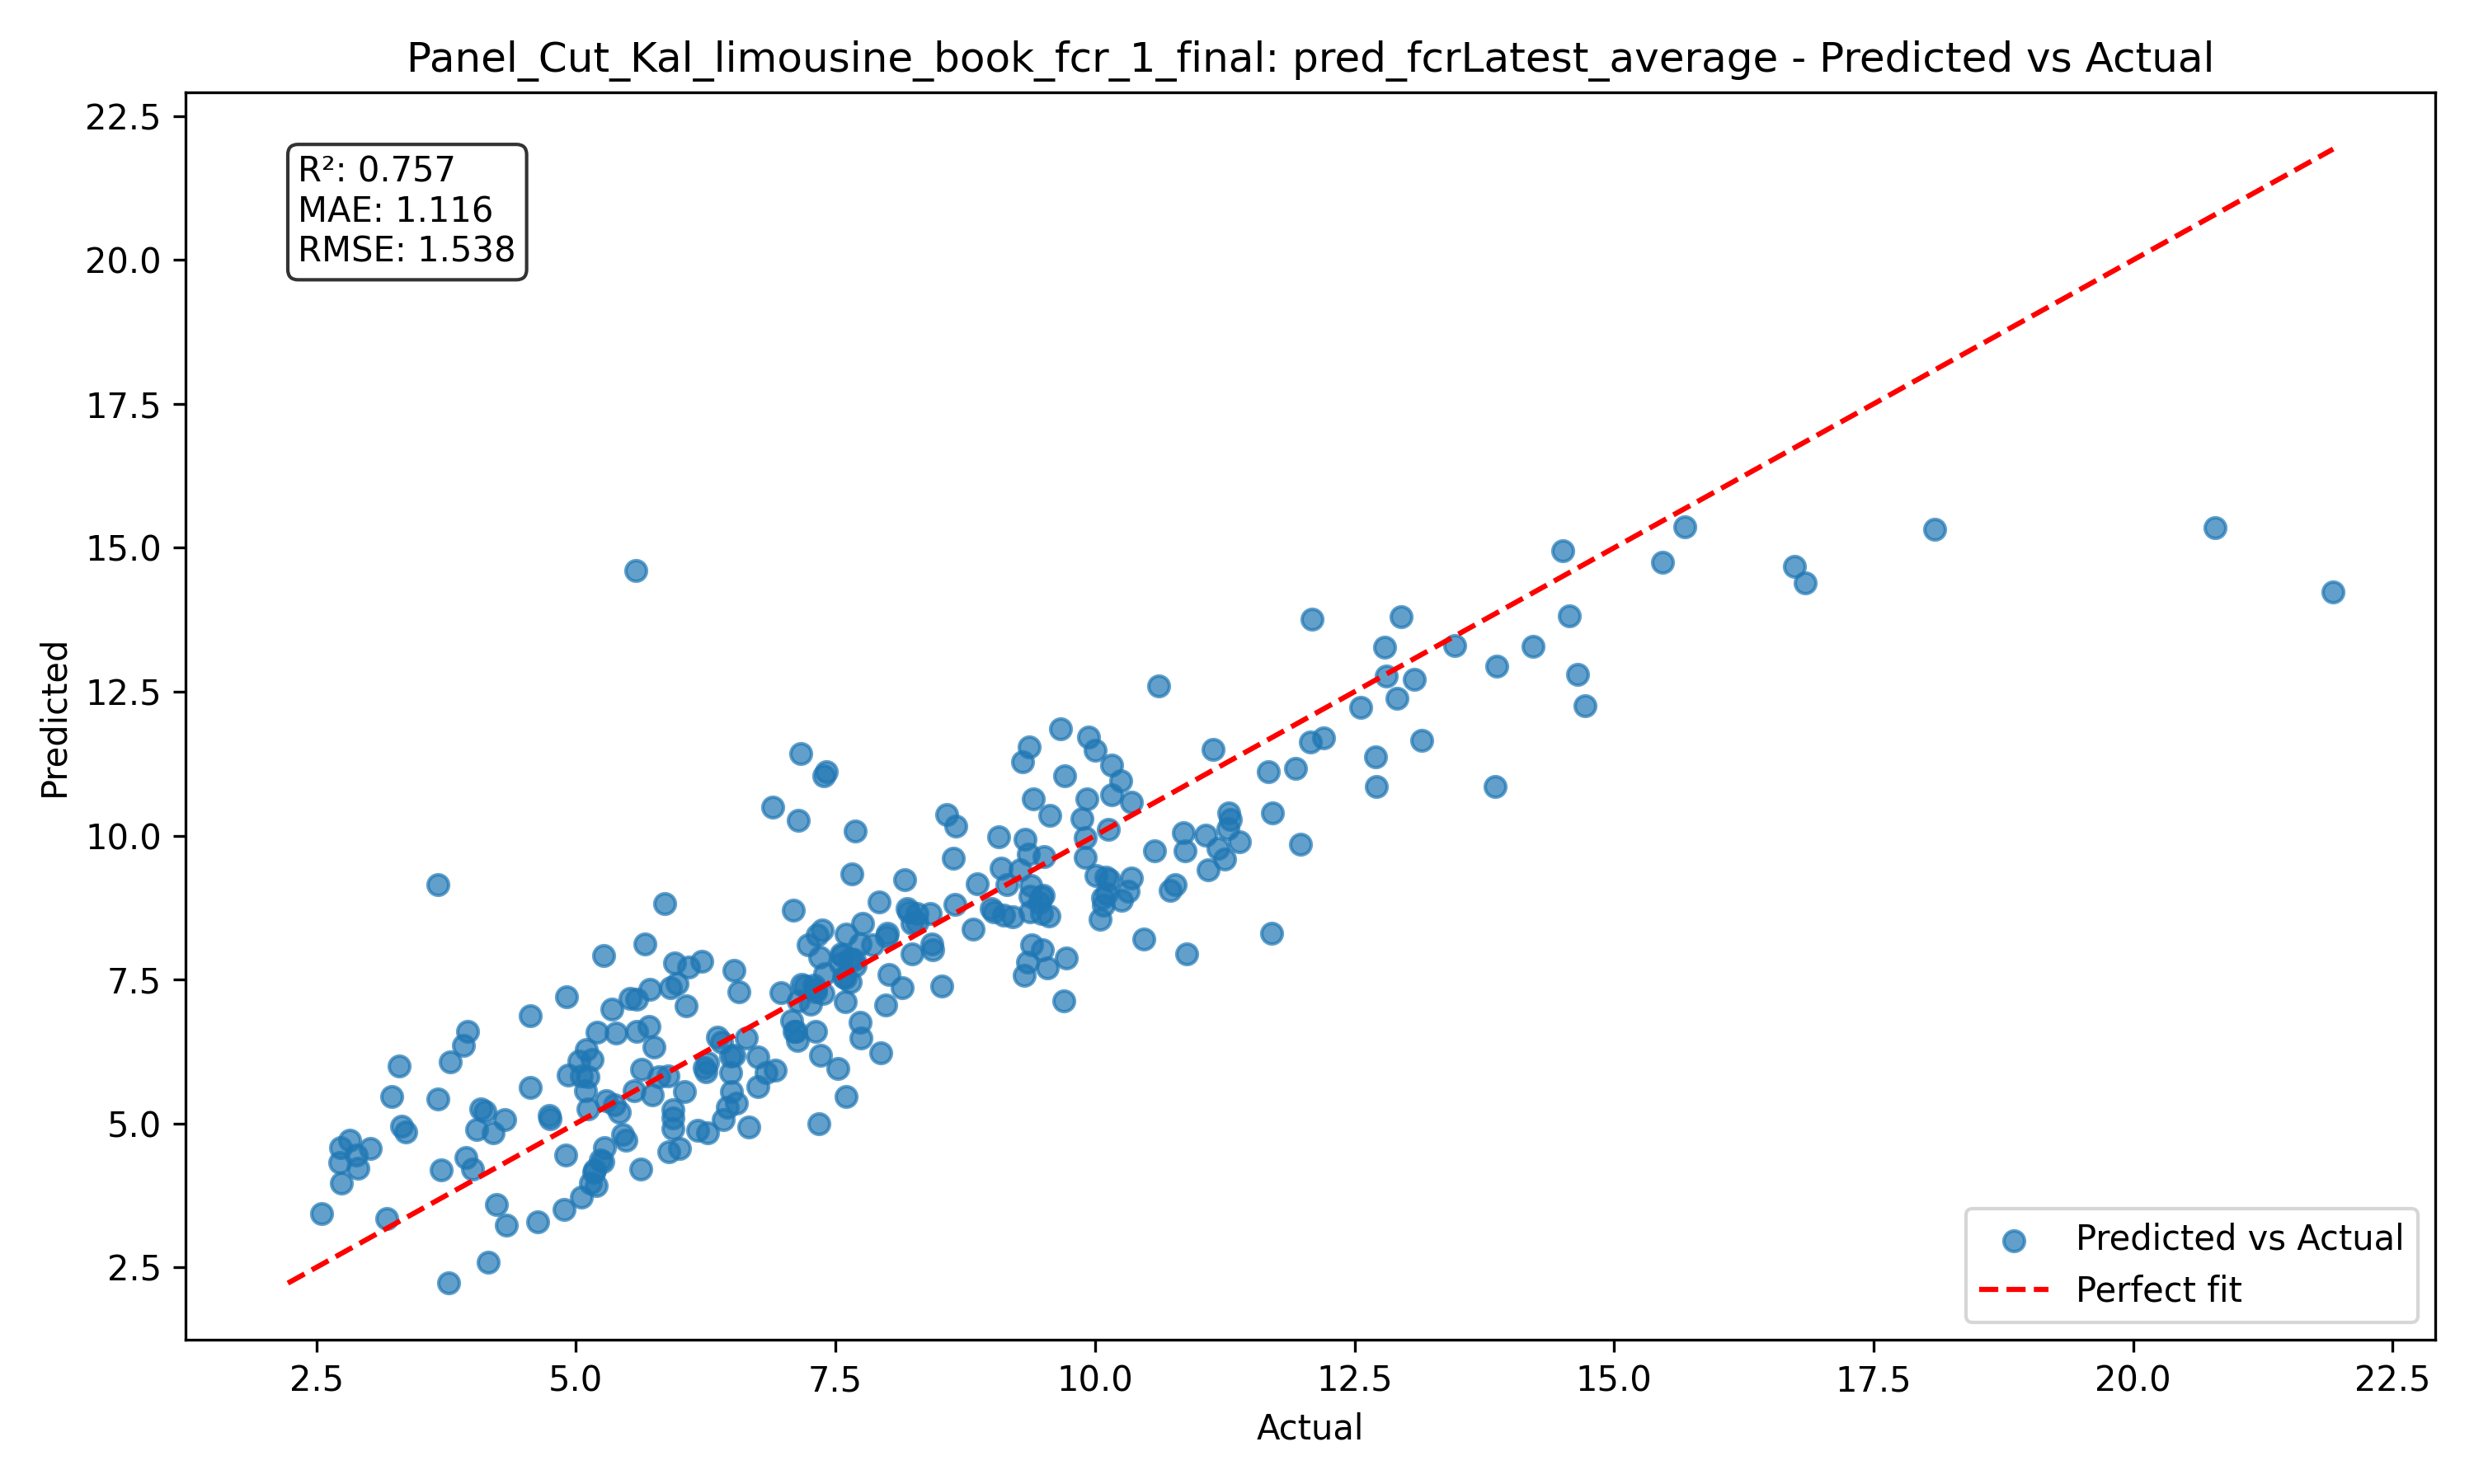 Panel_Cut_Kal_limousine_book_fcr_1_final: pred_fcrLatest_average - Predicted vs Actual
22.5
20.0
17.5
15.0
12.5
10.0
7.5
5.0
2.5
R²: 0.757
MAE: 1.116
RMSE: 1.538
Predicted
Predicted vs Actual
Perfect fit
2.5 5.0 7.5 10.0 12.5 15.0 17.5 20.0 22.5
Actual